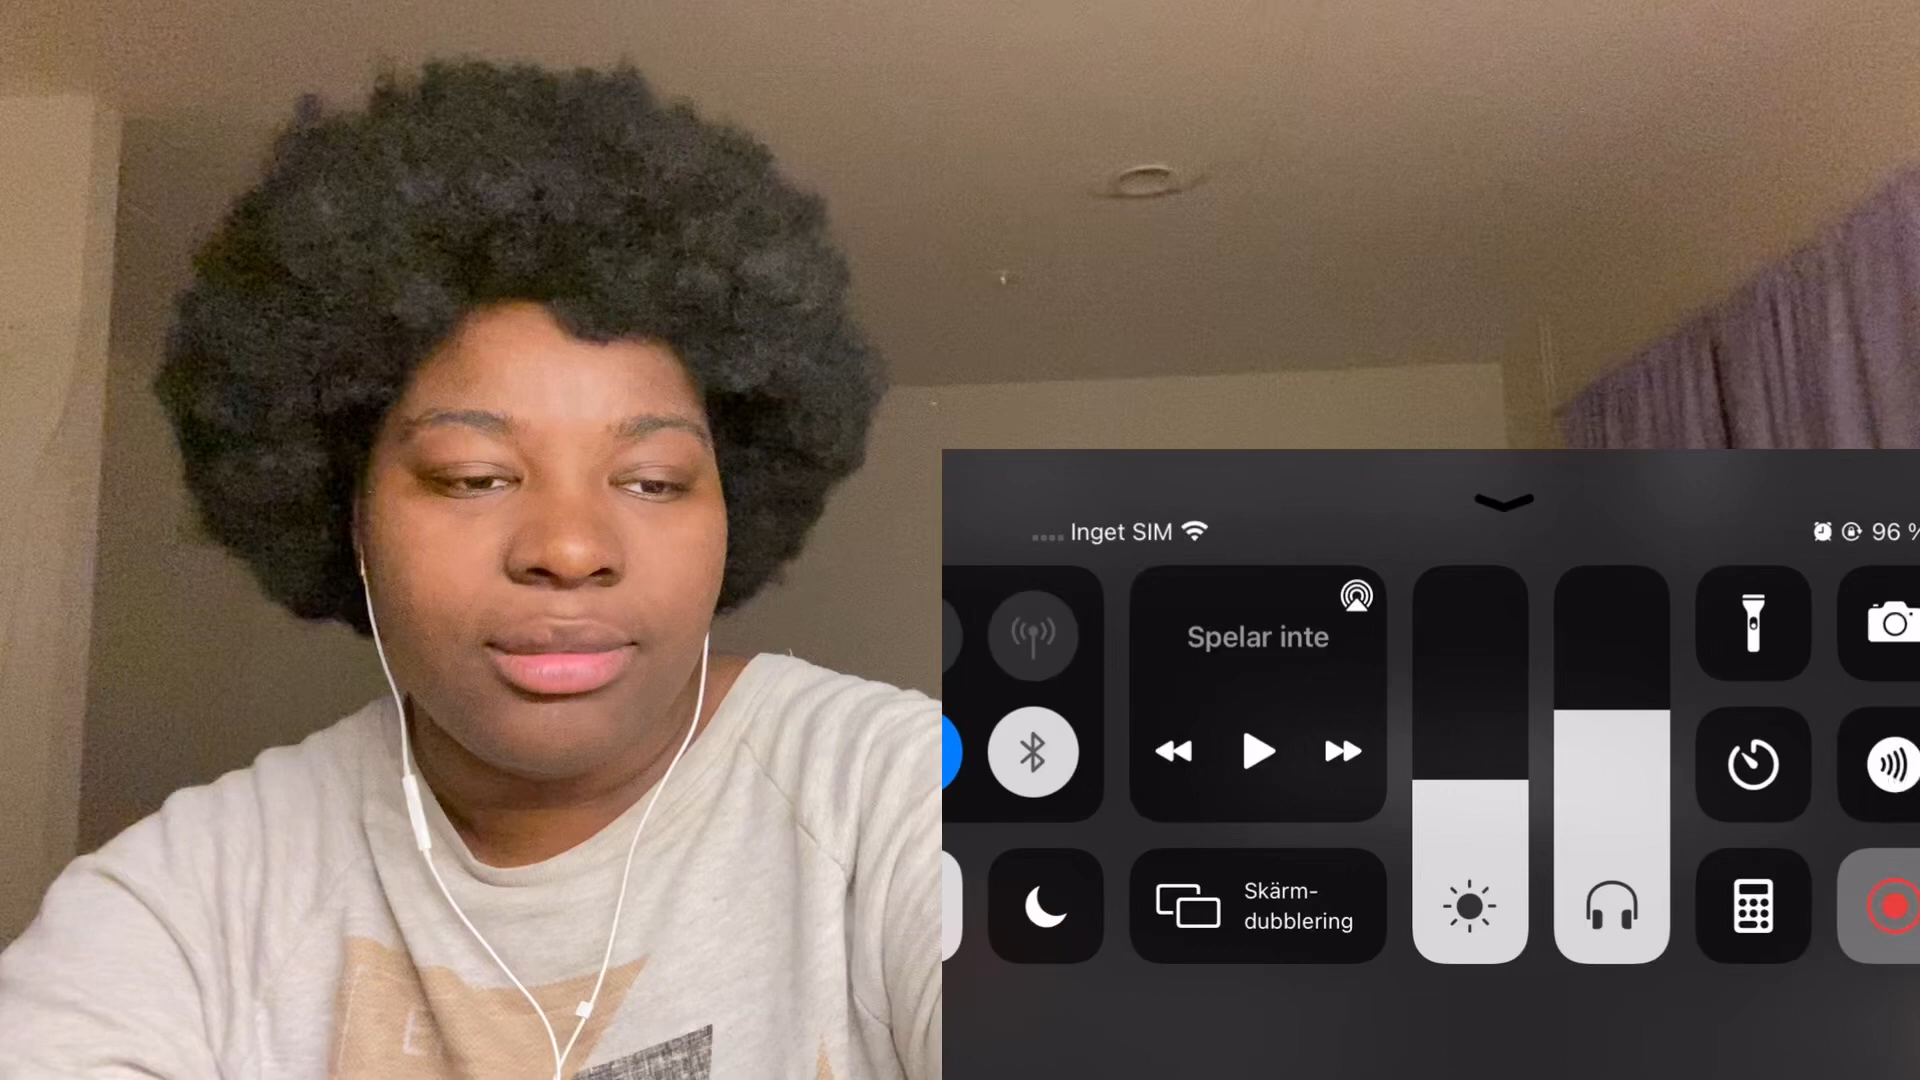 Inget SIM
96 %
Spelar inte
Skärm-
dubblering